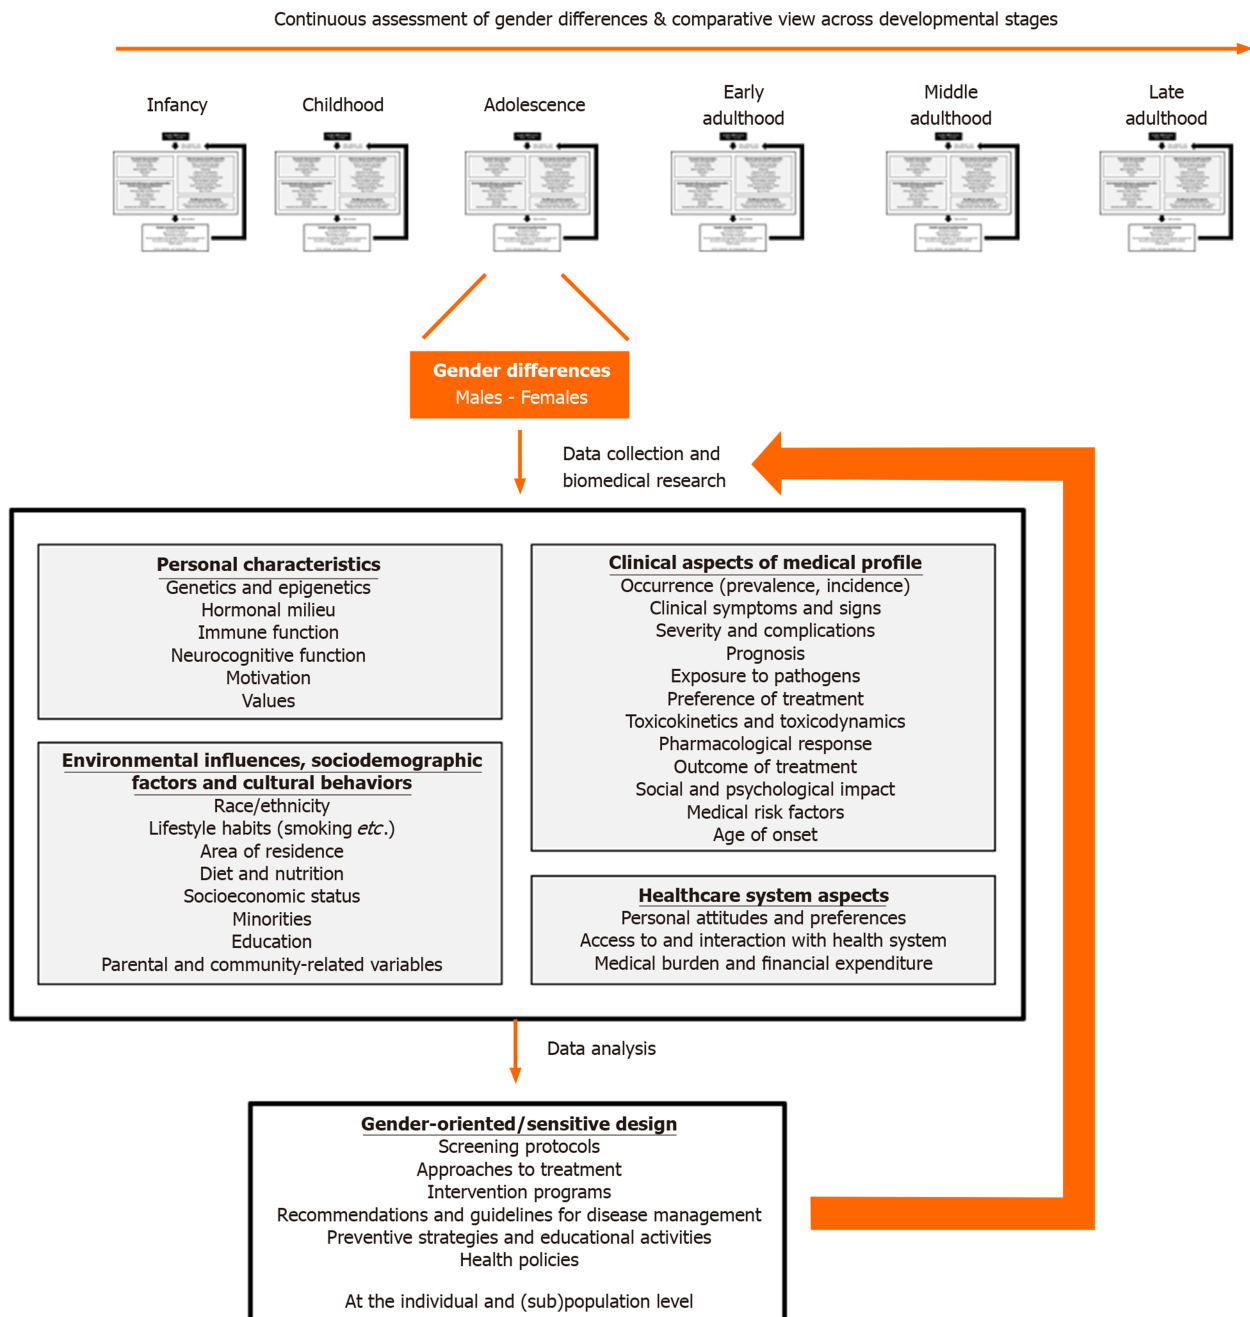 Continuous assessment of gender differences & comparative view across developmental stages
Infancy
Childhood
Adolescence
Early
adulthood
Middle
adulthood
Late
adulthood
Gender differences
Males - Females
Data collection and
biomedical research
Personal characteristics
Genetics and epigenetics
Hormonal milieu
Immune function
Neurocognitive function
Motivation
Values
Environmental influences, sociodemographic
factors and cultural behaviors
Race/ethnicity
Lifestyle habits (smoking etc.)
Area of residence
Diet and nutrition
Socioeconomic status
Minorities
Education
Parental and community-related variables
Clinical aspects of medical profile
Occurrence (prevalence, incidence)
Clinical symptoms and signs
Severity and complications
Prognosis
Exposure to pathogens
Preference of treatment
Toxicokinetics and toxicodynamics
Pharmacological response
Outcome of treatment
Social and psychological impact
Medical risk factors
Age of onset
Healthcare system aspects
Personal attitudes and preferences
Access to and interaction with health system
Medical burden and financial expenditure
Data analysis
Gender-oriented/sensitive design
Screening protocols
Approaches to treatment
Intervention programs
Recommendations and guidelines for disease management
Preventive strategies and educational activities
Health policies
At the individual and (sub)population level